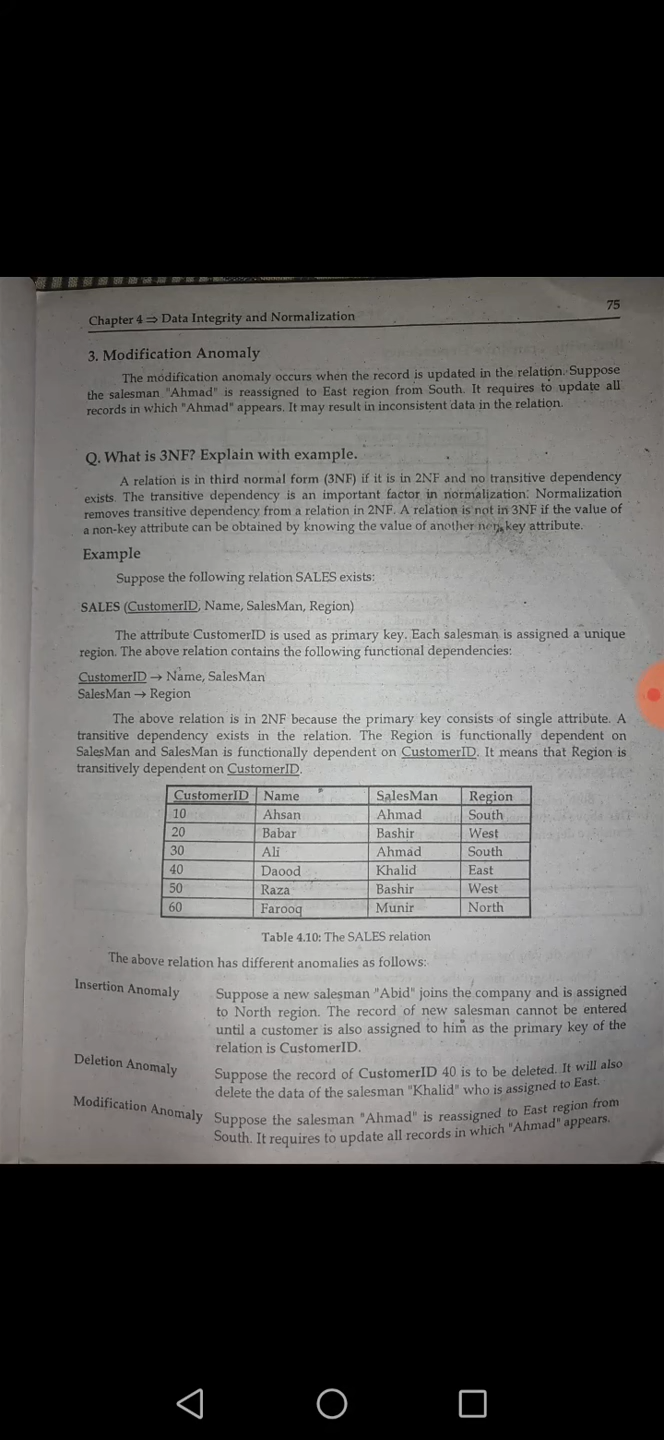 75
Chapter 4 ⇒ Data Integrity and Normalization
3. Modification Anomaly
The modification anomaly occurs when the record is updated in the relation. Suppose
the salesman "Ahmad" is reassigned to East region from South. It requires to update all
records in which "Ahmad" appears. It may result in inconsistent data in the relation.
Q. What is 3NF? Explain with example.
A relation is in third normal form (3NF) if it is in 2NF and no transitive dependency
exists. The transitive dependency is an important factor in normalization. Normalization
removes transitive dependency from a relation in 2NF. A relation is not in 3NF if the value of
a non-key attribute can be obtained by knowing the value of another non-key attribute.
Example
Suppose the following relation SALES exists:
SALES (CustomerID, Name, SalesMan, Region)
The attribute CustomerID is used as primary key. Each salesman is assigned a unique
region. The above relation contains the following functional dependencies:
CustomerID → Name, SalesMan
SalesMan → Region
The above relation is in 2NF because the primary key consists of single attribute. A
transitive dependency exists in the relation. The Region is functionally dependent on
SalesMan and SalesMan is functionally dependent on CustomerID. It means that Region is
transitively dependent on CustomerID.
CustomerID Name SalesMan Region
10 Ahsan Ahmad South
20 Babar Bashir West
30 Ali Ahmad South
40 Daood Khalid East
50 Raza Bashir West
60 Farooq Munir North
Table 4.10: The SALES relation
The above relation has different anomalies as follows:
Insertion Anomaly Suppose a new salesman "Abid" joins the company and is assigned
to North region. The record of new salesman cannot be entered
until a customer is also assigned to him as the primary key of the
relation is CustomerID.
Deletion Anomaly Suppose the record of CustomerID 40 is to be deleted. It will also
delete the data of the salesman "Khalid" who is assigned to East.
Modification Anomaly Suppose the salesman "Ahmad" is reassigned to East region from
South. It requires to update all records in which "Ahmad" appears.